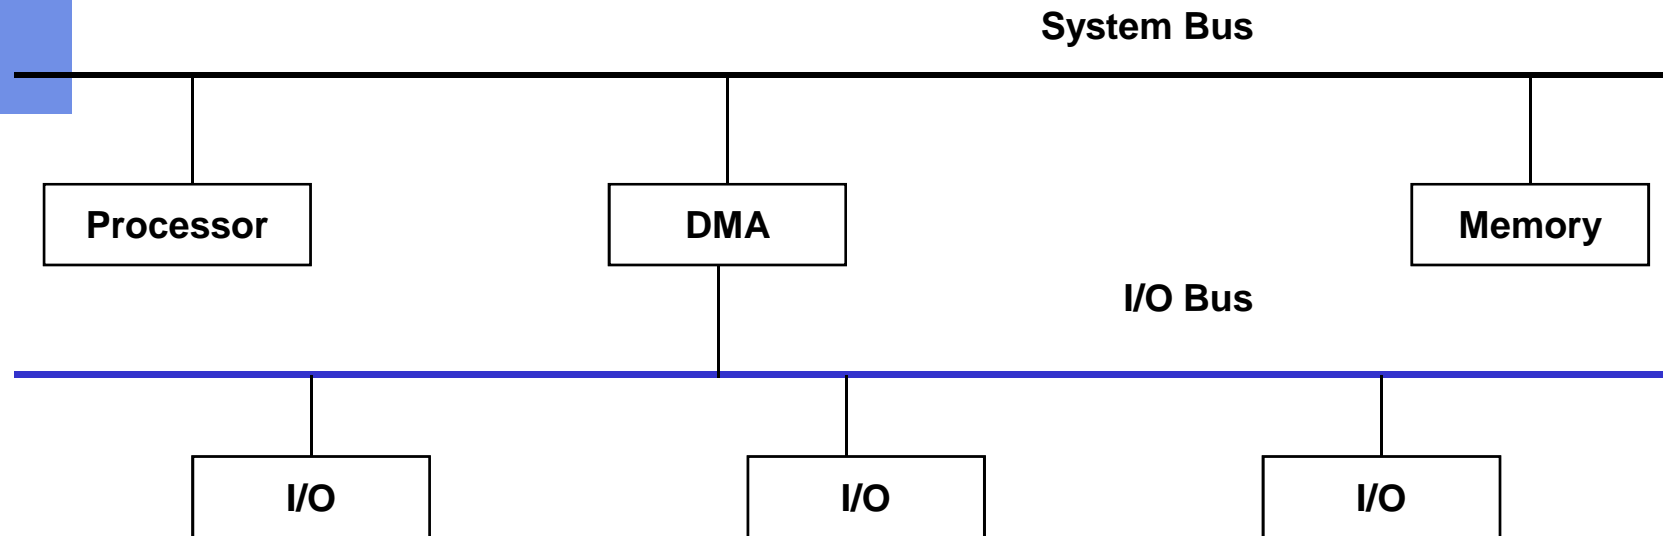 System Bus
Processor
DMA
Memory
I/O Bus
I/O
I/O
I/O